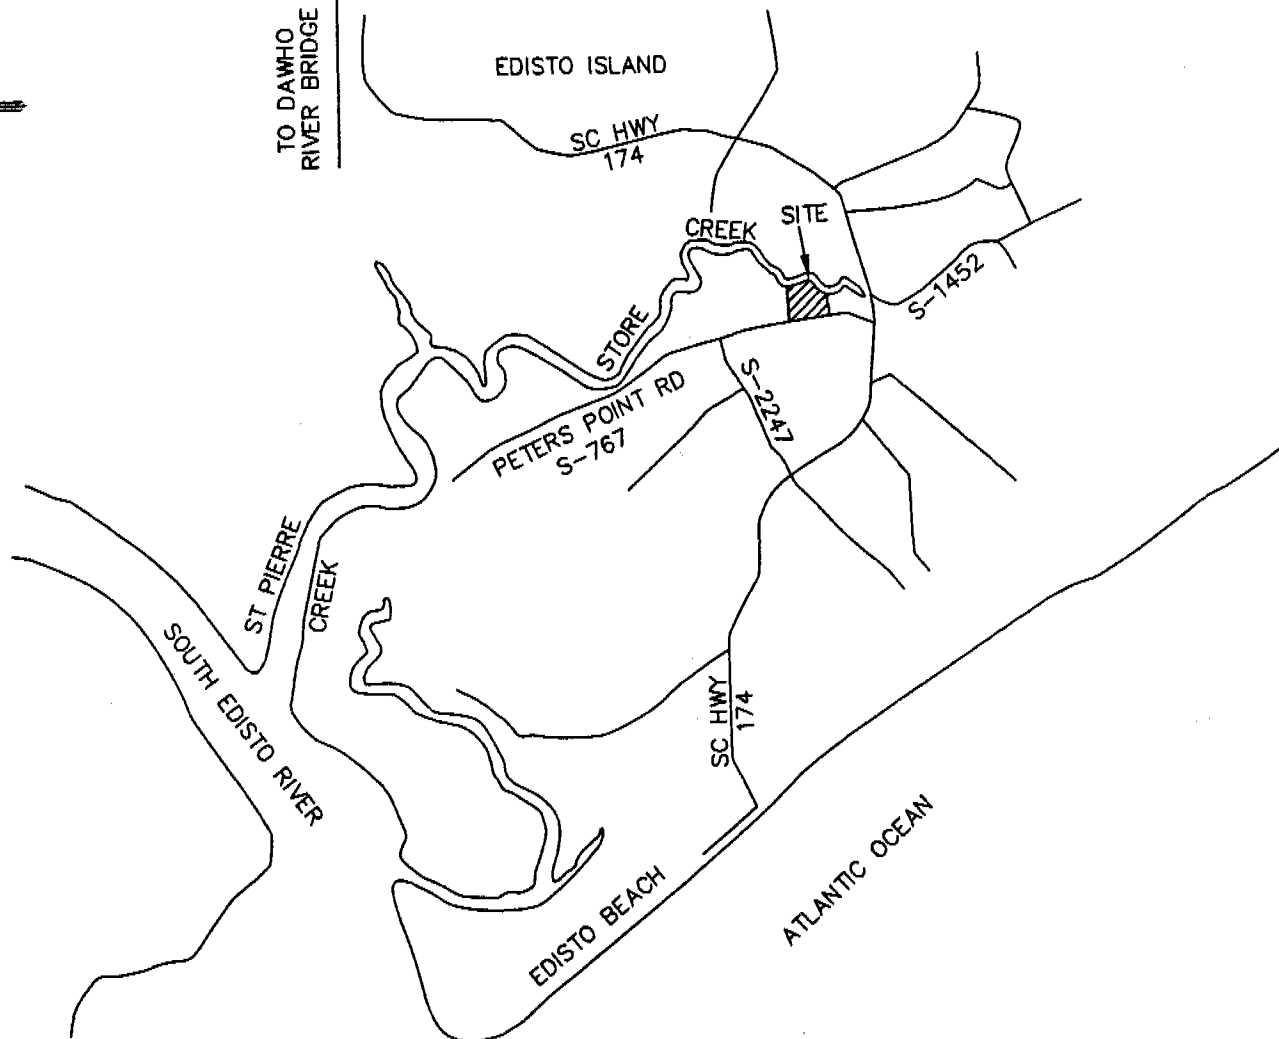 TO DAWHO
RIVER BRIDGE
EDISTO ISLAND
SC HWY
174
CREEK
SITE
STORE
S-1452
PETERS POINT RD
S-767
S-2247
ST PIERRE
CREEK
SOUTH EDISTO RIVER
SC HWY
174
EDISTO BEACH
ATLANTIC OCEAN